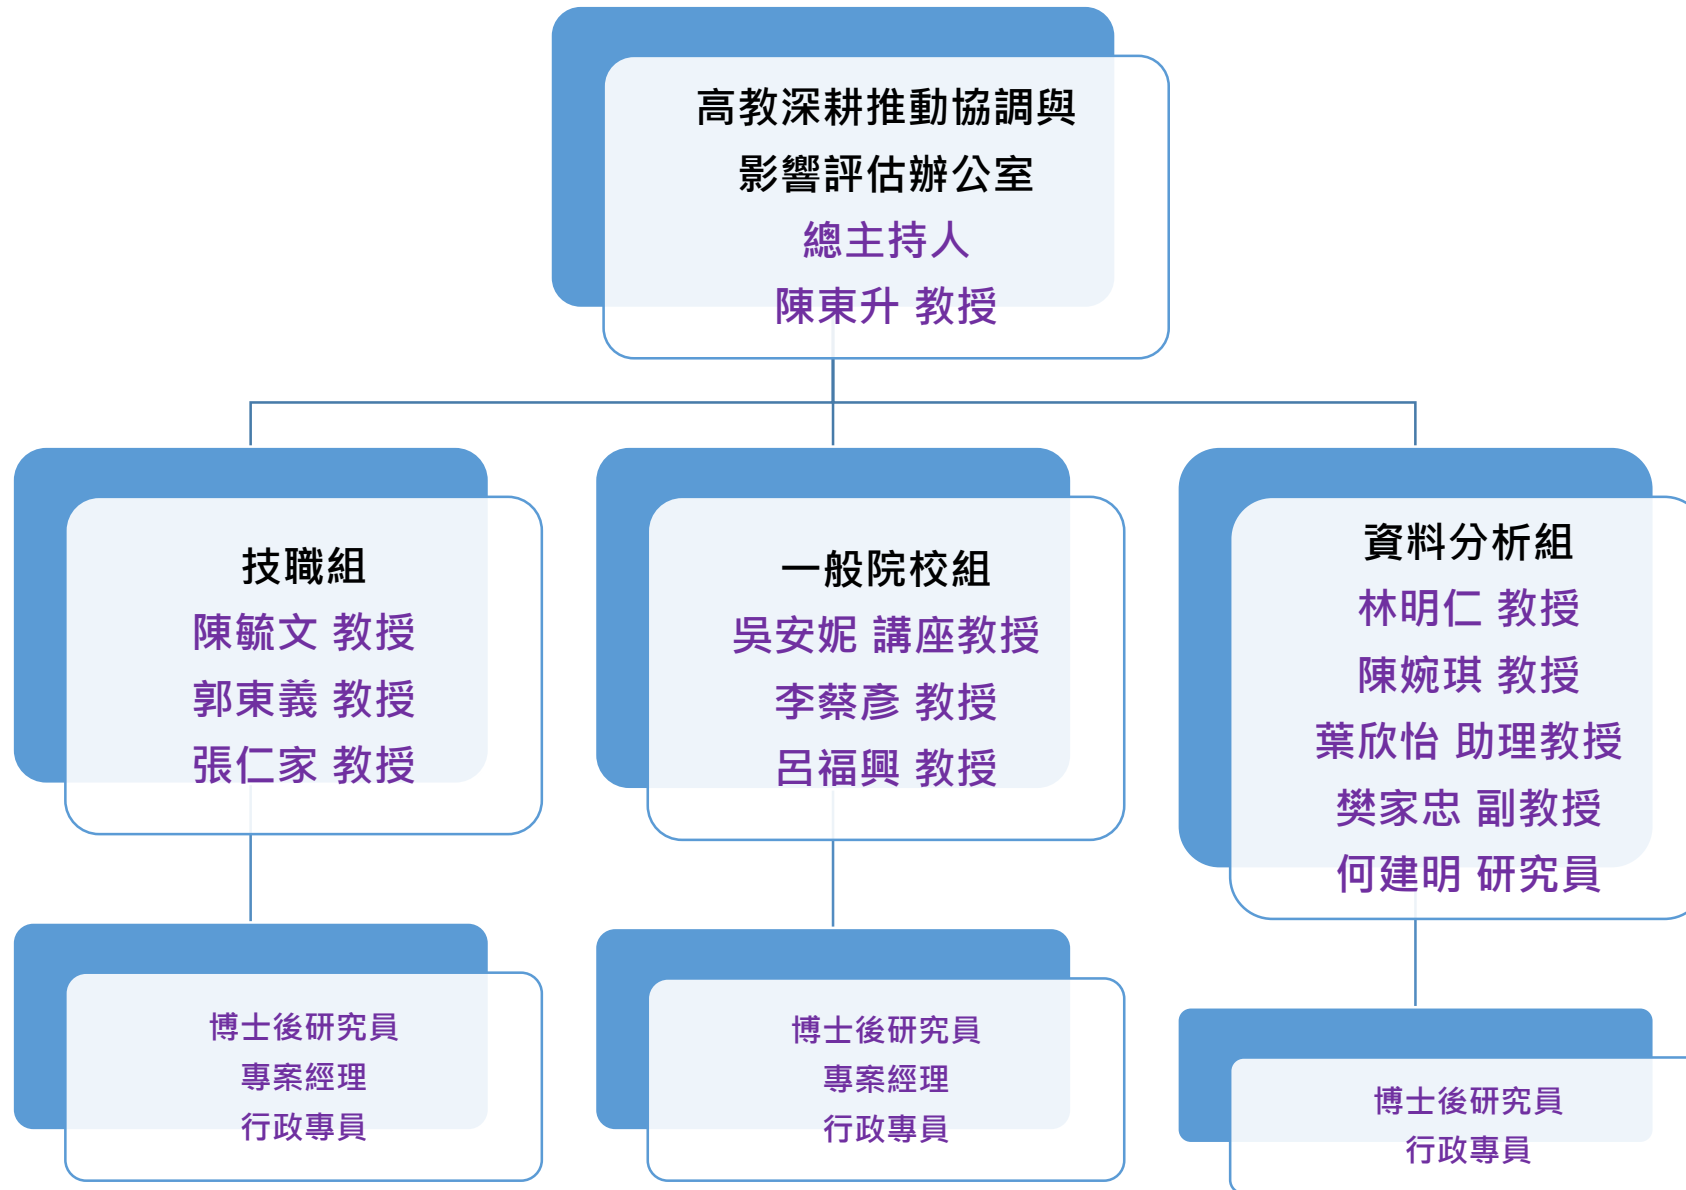 高教深耕推動協調與
影響評估辦公室
總主持人
陳東升 教授
技職組
陳毓文 教授
郭東義 教授
張仁家 教授
一般院校組
吳安妮 講座教授
李蔡彥 教授
呂福興 教授
資料分析組
林明仁 教授
陳婉琪 教授
葉欣怡 助理教授
樊家忠 副教授
何建明 研究員
博士後研究員
專案經理
行政專員
博士後研究員
專案經理
行政專員
博士後研究員
行政專員